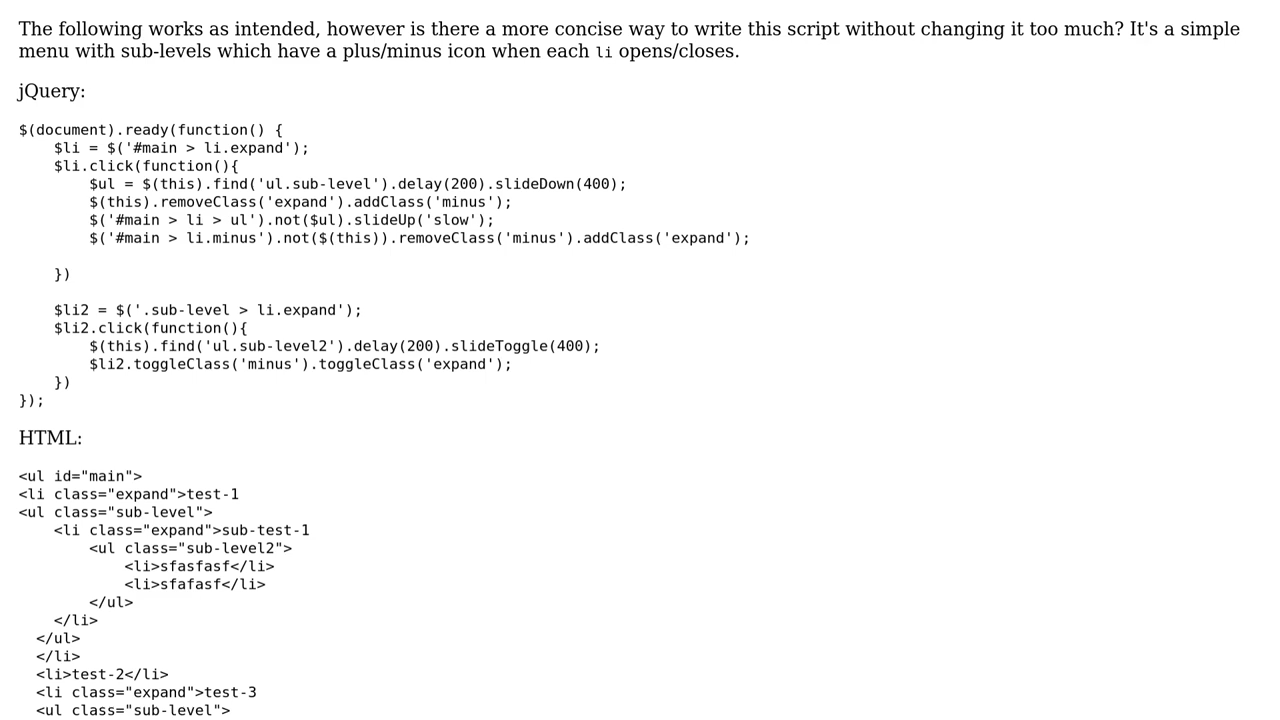 The following works as intended, however is there a more concise way to write this script without changing it too much? It's a simple
menu with sub-levels which have a plus/minus icon when each li opens/closes.
jQuery:
$(document).ready(function() {
    $li = $('#main > li.expand');
    $li.click(function(){
        $ul = $(this).find('ul.sub-level').delay(200).slideDown(400);
        $(this).removeClass('expand').addClass('minus');
        $('#main > li > ul').not($ul).slideUp('slow');
        $('#main > li.minus').not($(this)).removeClass('minus').addClass('expand');
    })
    $li2 = $('.sub-level > li.expand');
    $li2.click(function(){
        $(this).find('ul.sub-level2').delay(200).slideToggle(400);
        $li2.toggleClass('minus').toggleClass('expand');
    })
});
HTML:
<ul id="main">
<li class="expand">test-1
<ul class="sub-level">
    <li class="expand">sub-test-1
        <ul class="sub-level2">
            <li>sfasfasf</li>
            <li>sfafasf</li>
        </ul>
    </li>
  </ul>
  </li>
  <li>test-2</li>
  <li class="expand">test-3
  <ul class="sub-level">